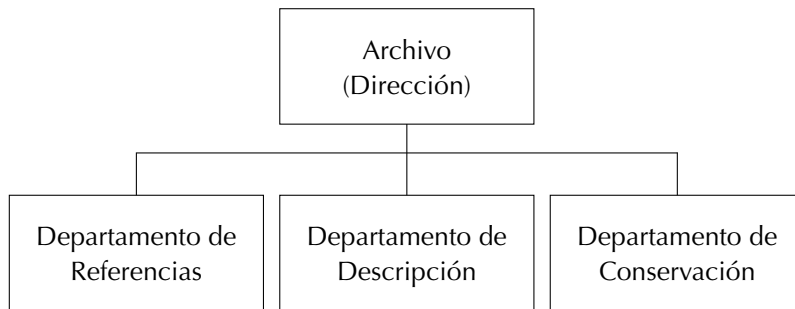 Archivo
(Dirección)
Departamento de
Referencias
Departamento de
Descripción
Departamento de
Conservación